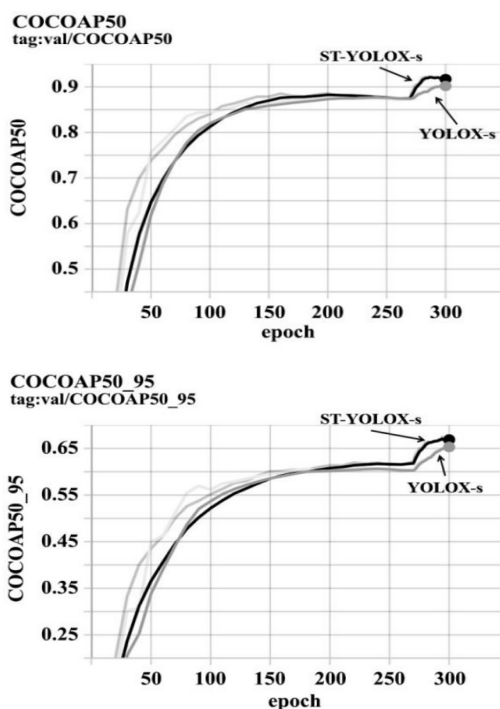 COCOAP50
tag:val/COCOAP50
ST-YOLOX-s
0.9
YOLOX-s
0.8
0.7
0.6
0.5
COCOAP50
50
100
150
200
250
300
epoch
COCOAP50_95
tag:val/COCOAP50_95
ST-YOLOX-s
0.65
YOLOX-s
0.55
0.45
0.35
0.25
COCOAP50_95
50
100
150
200
250
300
epoch